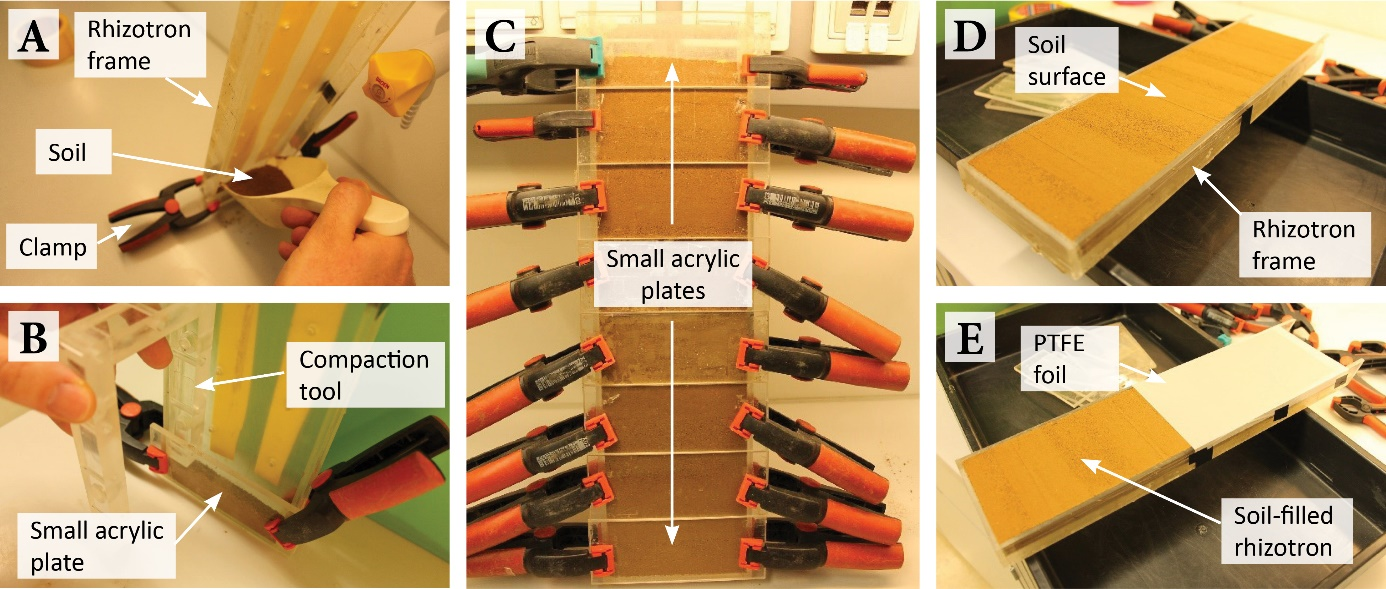 A
Rhizotron
frame
Soil
Clamp
B
Compaction
tool
Small acrylic
plate
C
Small acrylic
plates
D
Soil
surface
Rhizotron
frame
E
PTFE
foil
Soil-filled
rhizotron